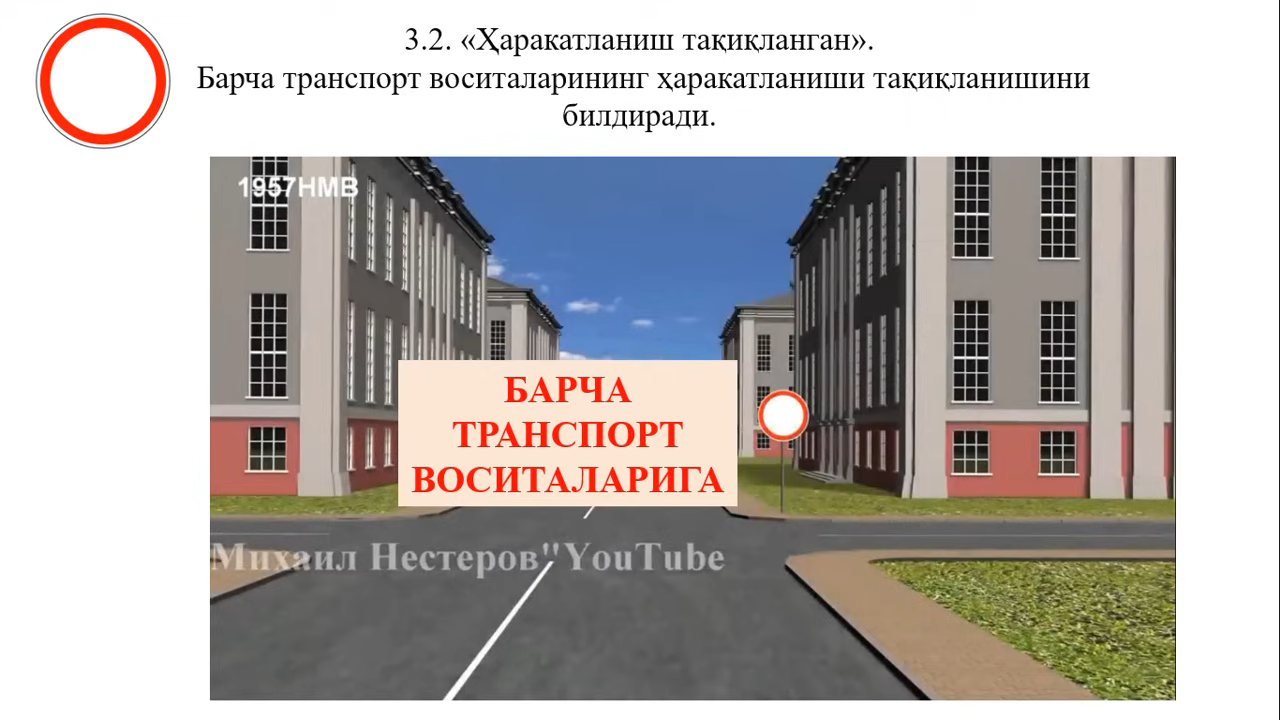 3.2. «Ҳаракатланиш тақиқланган».
Барча транспорт воситаларининг ҳаракатланиши тақиқланишини
билдиради.
1957НМВ
БАРЧА
ТРАНСПОРТ
ВОСИТАЛАРИГА
Михаил Нестеров"YouTube